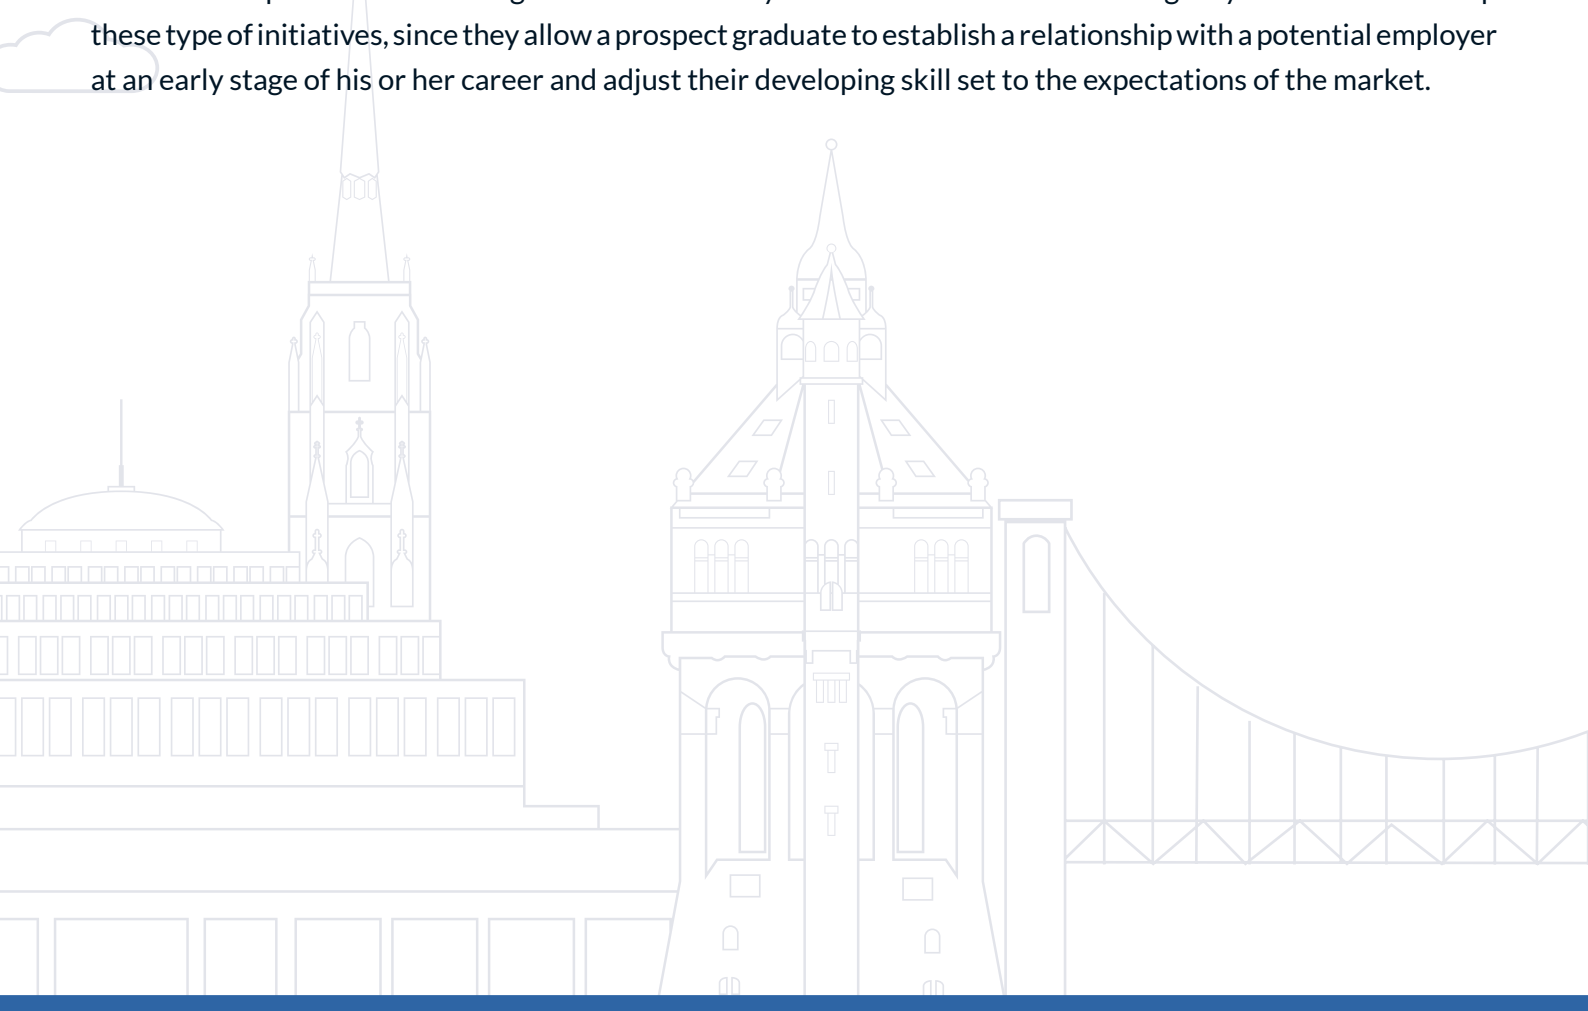 these type of initiatives, since they allow a prospect graduate to establish a relationship with a potential employer
at an early stage of his or her career and adjust their developing skill set to the expectations of the market.